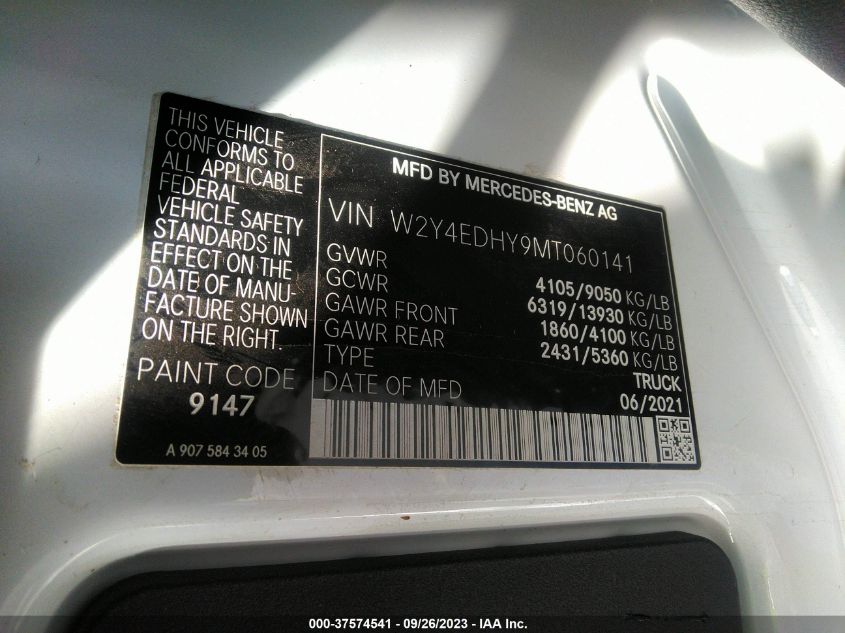 THIS VEHICLE
CONFORMS TO
ALL APPLICABLE
FEDERAL
VEHICLE SAFETY
STANDARDS IN
EFFECT ON THE
DATE OF MANU-
FACTURE SHOWN
ON THE RIGHT.
PAINT CODE
9147
A 907 584 34 05
MFD BY MERCEDES-BENZ AG
VIN W2Y4EDHY9MT060141
GVWR 4105/9050 KG/LB
GCWR 6319/13930 KG/LB
GAWR FRONT 1860/4100 KG/LB
GAWR REAR 2431/5360 KG/LB
TYPE TRUCK
DATE OF MFD 06/2021
000-37574541 - 09/26/2023 - IAA Inc.